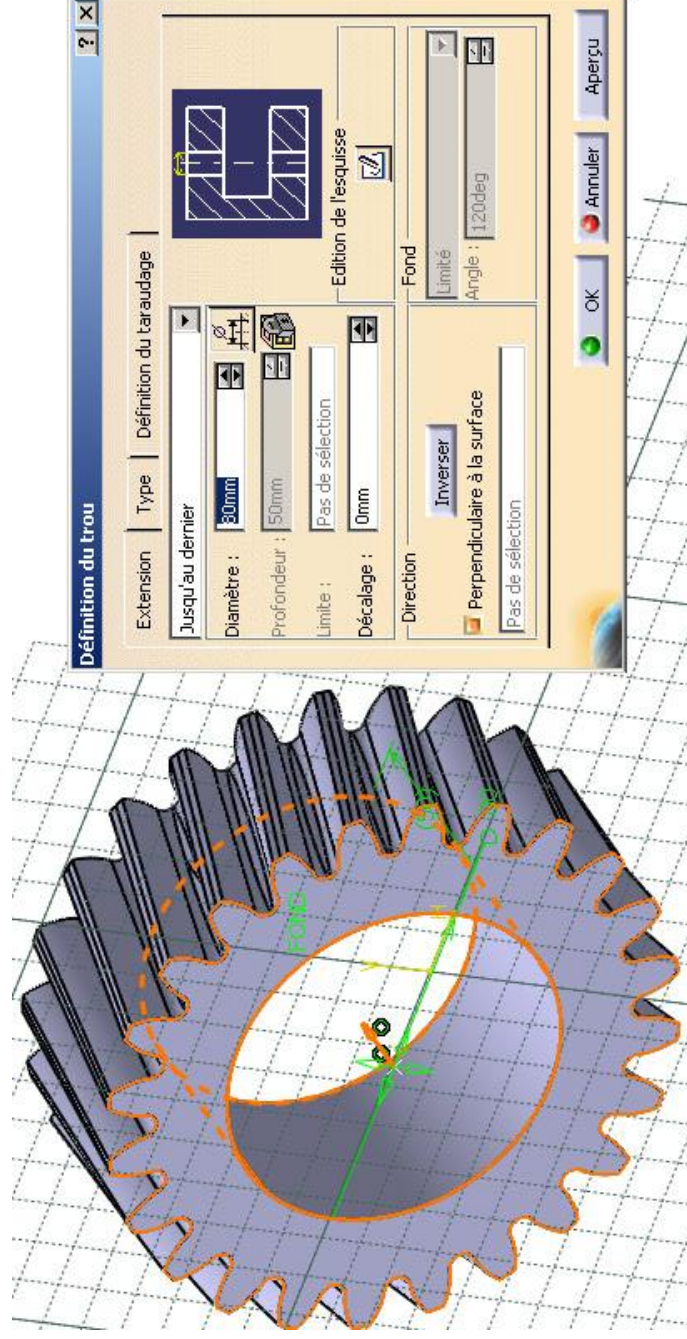 Définition du trou
? X
Extension
Type
Définition du taraudage
Jusqu'au dernier
Diamètre :
80mm
Profondeur :
50mm
Limite :
Pas de sélection
Décalage :
0mm
Edition de l'esquisse
Direction
Inverser
Perpendiculaire à la surface
Pas de sélection
Fond
Limité
Angle :
120deg
OK
Annuler
Aperçu
FOND
H